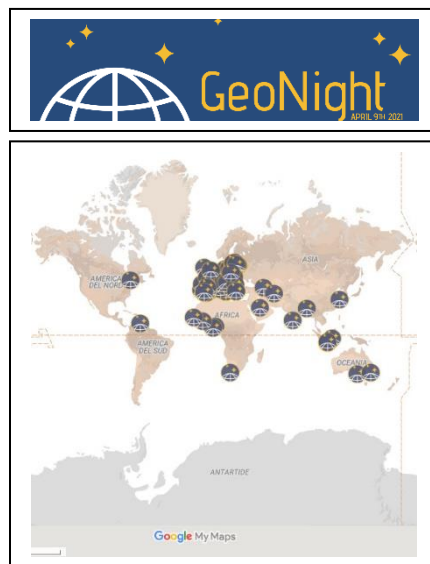 GeoNight
APRIL 9TH 2021
ASIA
AMERICA
DEL NORD
AFRICA
AMERICA
DEL SUD
OCEANIA
ANTARTIDE
Google My Maps